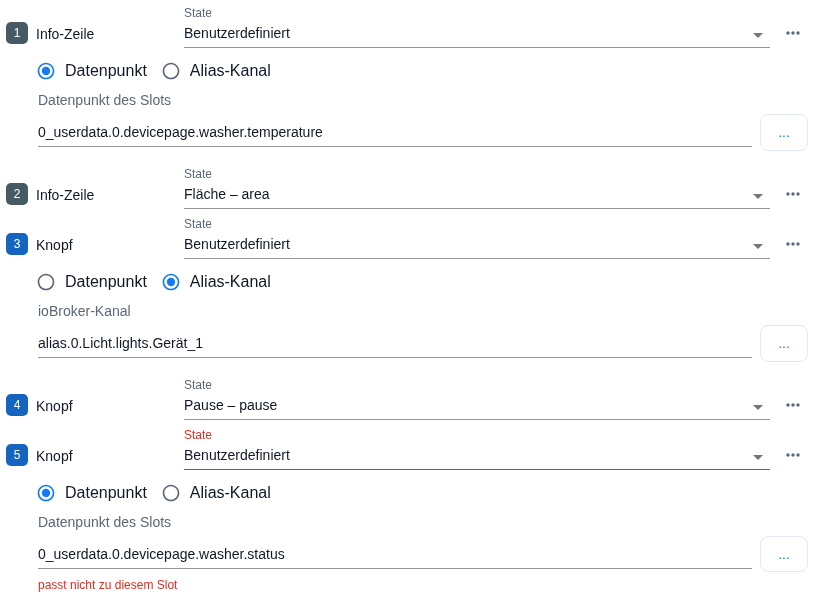 State
1 Info-Zeile Benutzerdefiniert •••
Datenpunkt Alias-Kanal
Datenpunkt des Slots
0_userdata.0.devicepage.washer.temperature ...
State
2 Info-Zeile Fläche – area •••
State
3 Knopf Benutzerdefiniert •••
Datenpunkt Alias-Kanal
ioBroker-Kanal
alias.0.Licht.lights.Gerät_1 ...
State
4 Knopf Pause – pause •••
State
5 Knopf Benutzerdefiniert •••
Datenpunkt Alias-Kanal
Datenpunkt des Slots
0_userdata.0.devicepage.washer.status ...
passt nicht zu diesem Slot